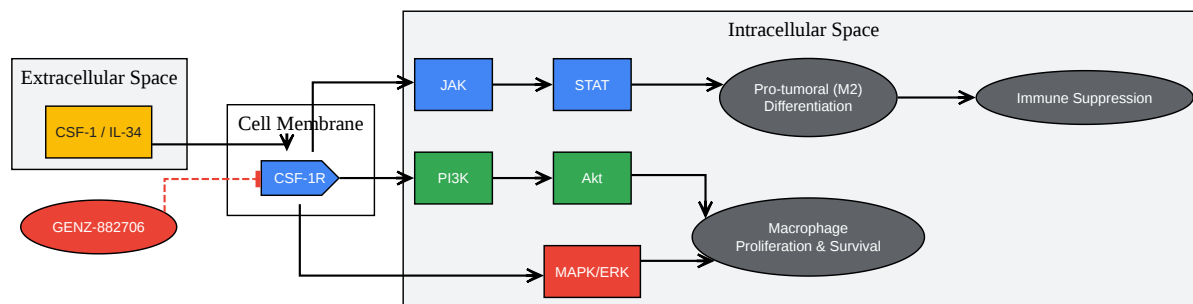 Intracellular Space
Extracellular Space
CSF-1 / IL-34
Cell Membrane
CSF-1R
GENZ-882706
JAK
STAT
Pro-tumoral (M2)
Differentiation
Immune Suppression
PI3K
Akt
Macrophage
Proliferation & Survival
MAPK/ERK